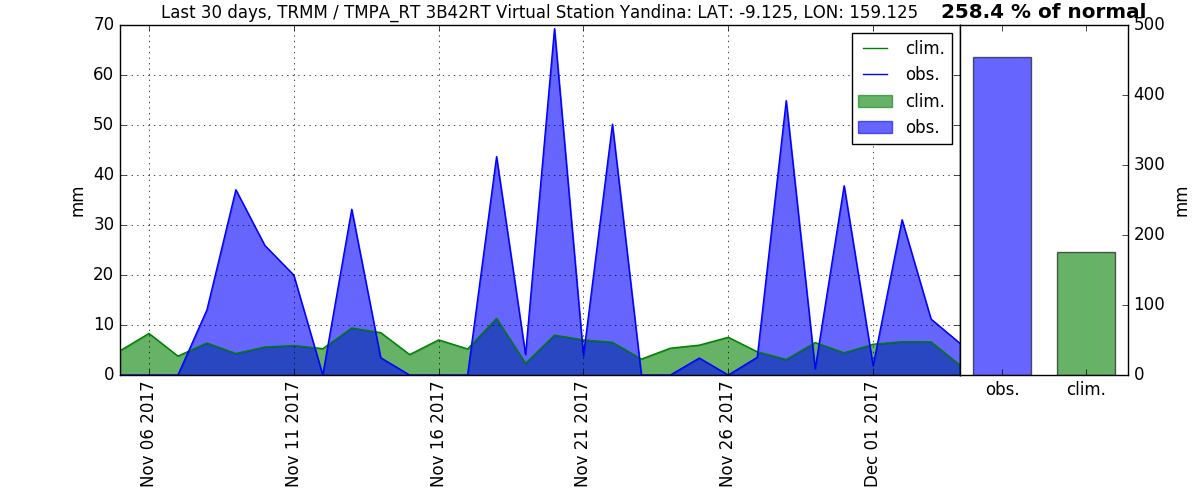 Last 30 days, TRMM / TMPA_RT 3B42RT Virtual Station Yandina: LAT: -9.125, LON: 159.125
258.4 % of normal
70
60
50
40
30
20
10
0
mm
clim.
obs.
clim.
obs.
500
400
300
200
100
0
mm
Nov 06 2017
Nov 11 2017
Nov 16 2017
Nov 21 2017
Nov 26 2017
Dec 01 2017
obs.
clim.